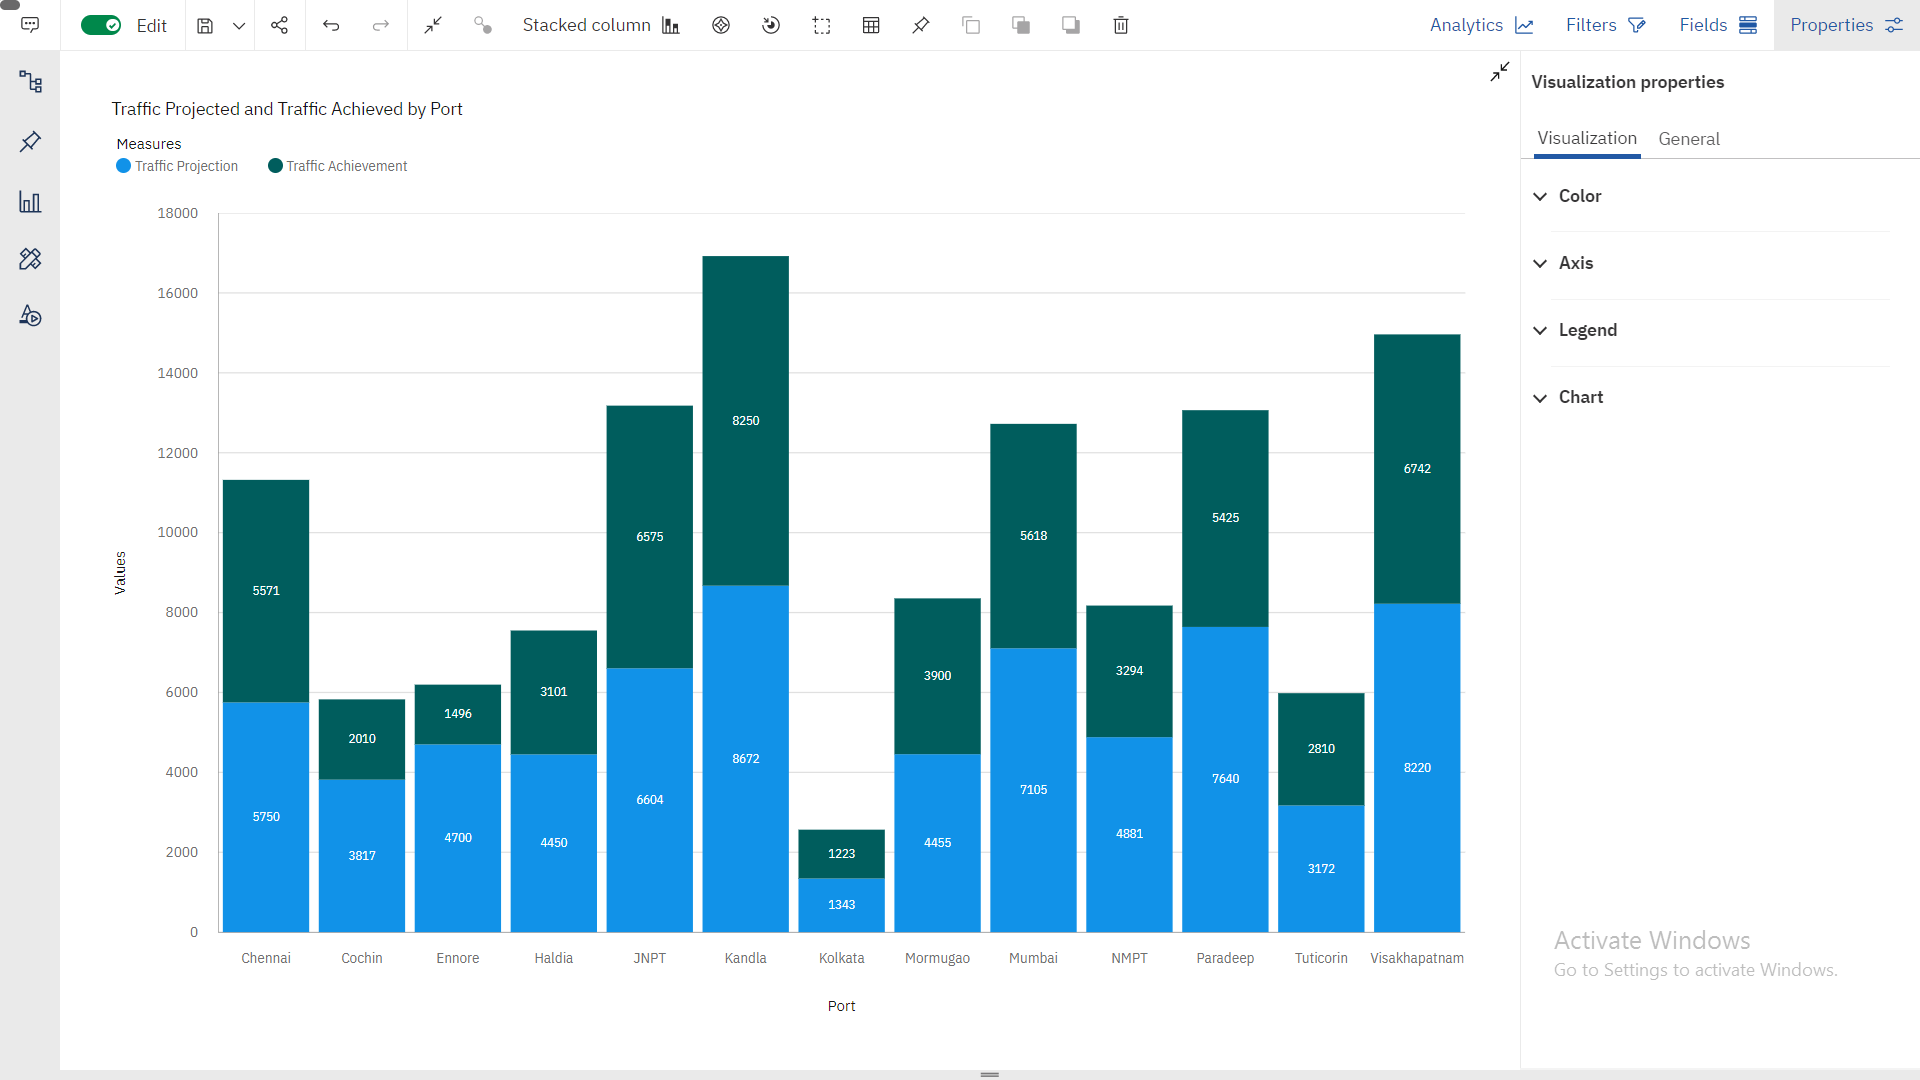 Edit
Stacked column
Analytics
Filters
Fields
Properties
Visualization properties
Visualization
General
Color
Axis
Legend
Chart
Traffic Projected and Traffic Achieved by Port
Measures
Traffic Projection
Traffic Achievement
Values
18000
16000
14000
12000
10000
8000
6000
4000
2000
0
5571
5750
2010
3817
1496
4700
3101
4450
6575
6604
8250
8672
1223
1343
3900
4455
5618
7105
3294
4881
5425
7640
2810
3172
6742
8220
Chennai
Cochin
Ennore
Haldia
JNPT
Kandla
Kolkata
Mormugao
Mumbai
NMPT
Paradeep
Tuticorin
Visakhapatnam
Port
Activate Windows
Go to Settings to activate Windows.